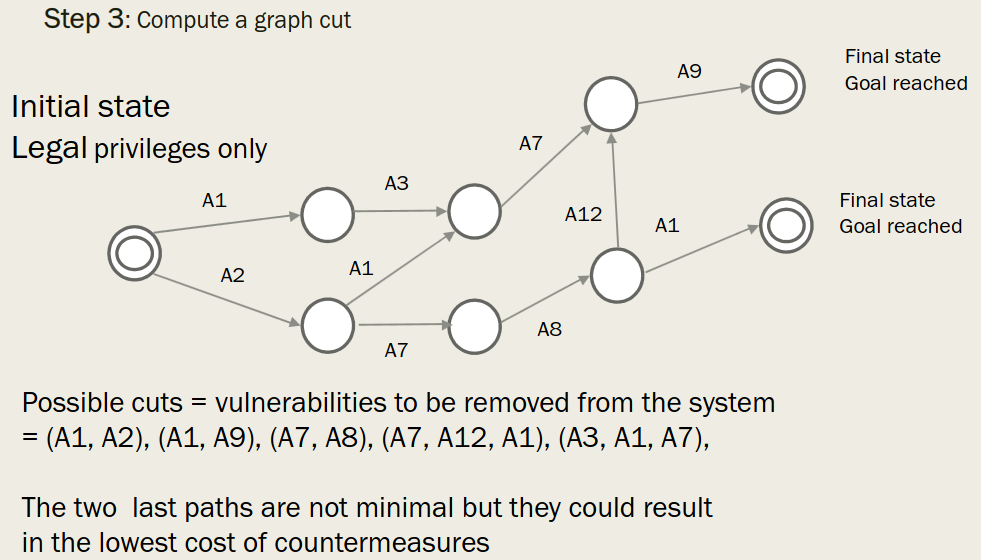 Step 3: Compute a graph cut
Final state
Goal reached
A9
Initial state
Legal privileges only
A7
A3
A1
A12
A1
Final state
Goal reached
A1
A2
A8
A7
Possible cuts = vulnerabilities to be removed from the system
= (A1, A2), (A1, A9), (A7, A8), (A7, A12, A1), (A3, A1, A7),
The two last paths are not minimal but they could result
in the lowest cost of countermeasures